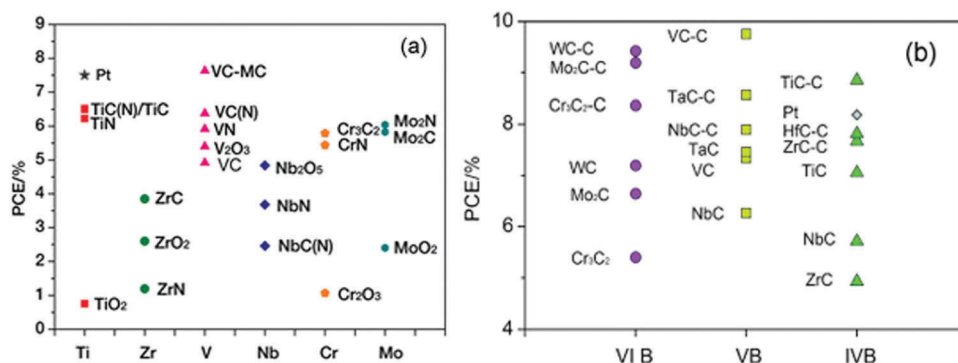 (a)
PCE/%
9
8
7
6
5
4
3
2
1
0
Pt
TiC(N)/TiC
TiN
TiO₂
ZrC
ZrO₂
ZrN
VC-MC
VC(N)
VN
V₂O₃
VC
Nb₂O₅
NbN
NbC(N)
Cr₃C₂
CrN
Cr₂O₃
Mo₂N
Mo₂C
MoO₂
Ti Zr V Nb Cr Mo
(b)
PCE/%
10
8
6
4
WC-C
Mo₂C-C
Cr₃C₂-C
WC
Mo₂C
Cr₃C₂
VC-C
TaC-C
NbC-C
TaC
VC
NbC
TiC-C
Pt
HfC-C
ZrC-C
TiC
NbC
ZrC
VI B VB IVB